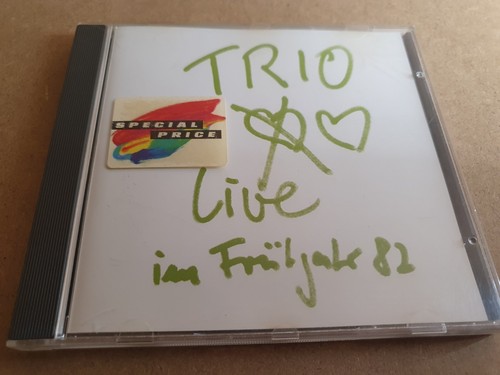 TRIO
SPECIAL
PRICE
Live
im Frühjahr 82